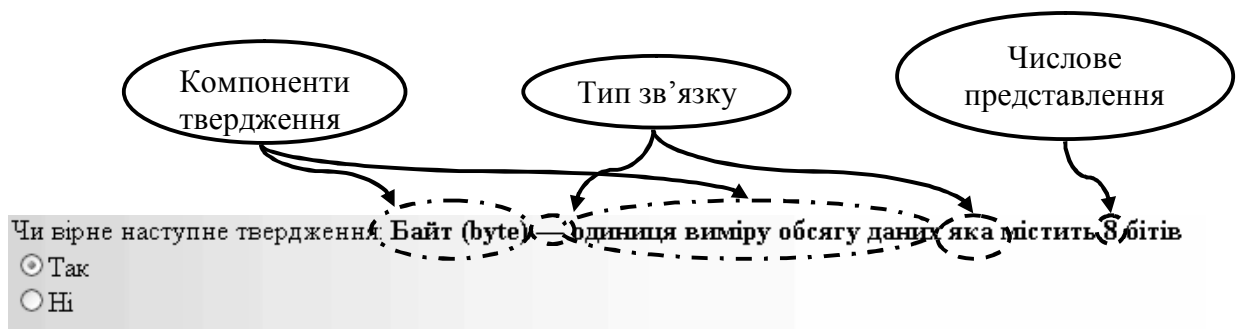 Компоненти
твердження
Тип зв’язку
Числове
представлення
Чи вірне наступне твердження: Байт (byte) — одиниця виміру обсягу даних яка містить 8 бітів
Так
Ні